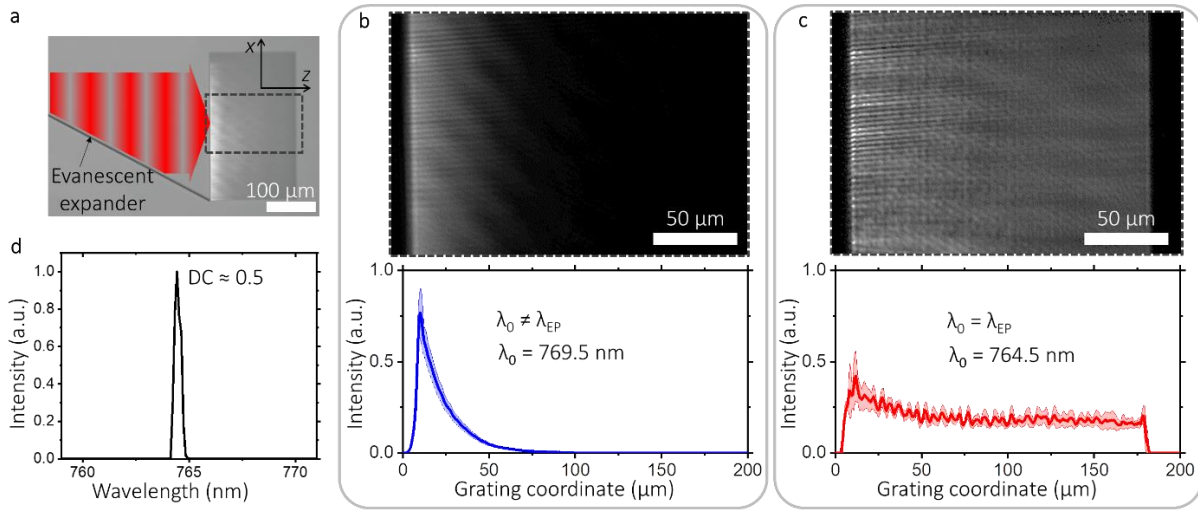 a
X
Z
Evanescent
expander
100 µm
d
1.0
0.8
0.6
0.4
0.2
0.0
Intensity (a.u.)
DC ≈ 0.5
760
765
770
Wavelength (nm)
b
50 µm
1.0
0.5
0.0
Intensity (a.u.)
λ₀ ≠ λEP
λ₀ = 769.5 nm
0
50
100
150
200
Grating coordinate (µm)
c
50 µm
1.0
0.5
0.0
Intensity (a.u.)
λ₀ = λEP
λ₀ = 764.5 nm
0
50
100
150
200
Grating coordinate (µm)